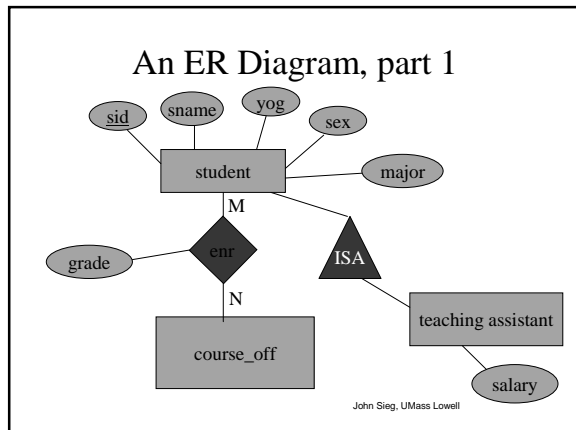 An ER Diagram, part 1
sid
sname
yog
sex
student
major
M
enr
ISA
grade
N
teaching assistant
course_off
salary
John Sieg, UMass Lowell